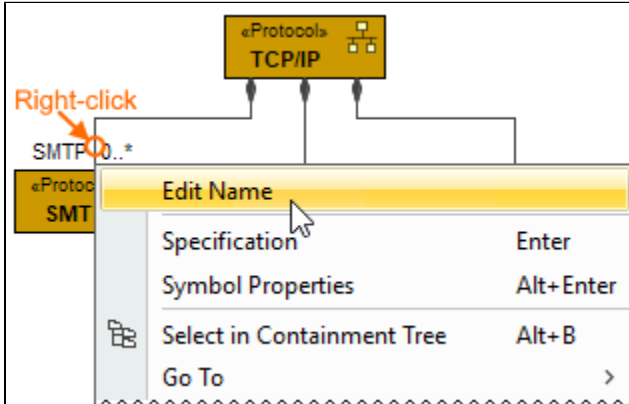 «Protocol»
TCP/IP
Right-click
SMTP 0..*
«Protoc
SMT
Edit Name
Specification Enter
Symbol Properties Alt+Enter
Select in Containment Tree Alt+B
Go To